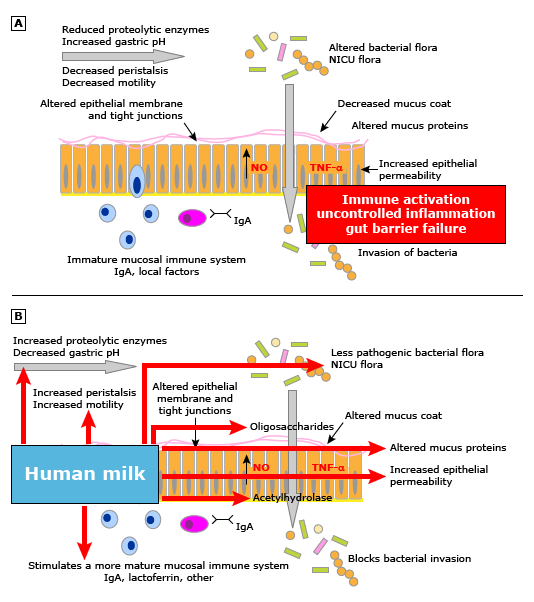 A
Reduced proteolytic enzymes
Increased gastric pH
Decreased peristalsis
Decreased motility
Altered bacterial flora
NICU flora
Altered epithelial membrane
and tight junctions
Decreased mucus coat
Altered mucus proteins
NO
TNF-α
Increased epithelial
permeability
Immune activation
uncontrolled inflammation
gut barrier failure
IgA
Immature mucosal immune system
IgA, local factors
Invasion of bacteria
B
Increased proteolytic enzymes
Decreased gastric pH
Increased peristalsis
Increased motility
Less pathogenic bacterial flora
NICU flora
Altered epithelial
membrane and
tight junctions
Oligosaccharides
Altered mucus coat
Altered mucus proteins
Human milk
NO
TNF-α
Increased epithelial
permeability
Acetylhydrolase
IgA
Stimulates a more mature mucosal immune system
IgA, lactoferrin, other
Blocks bacterial invasion